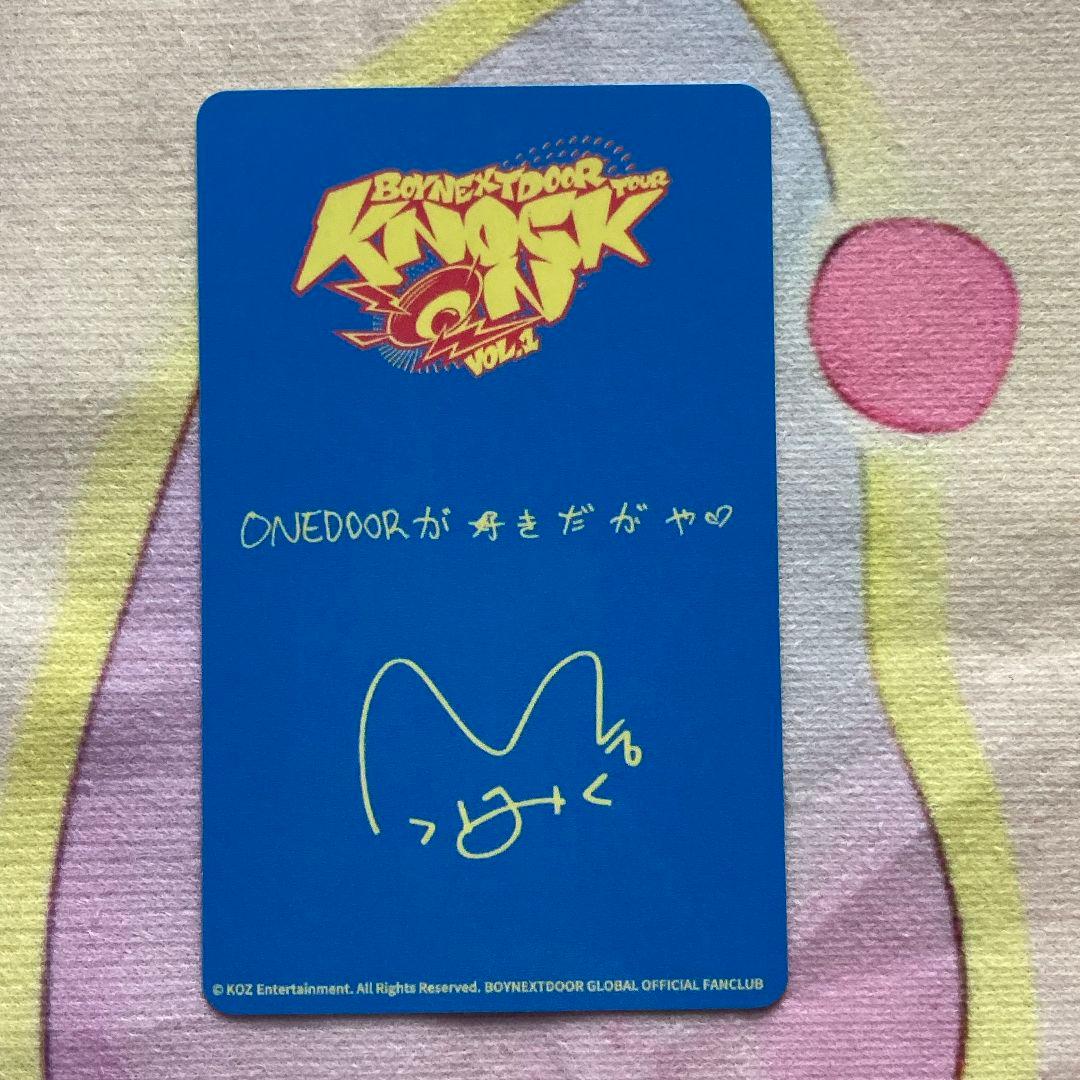 BOYNEXTDOOR TOUR
KNOCK
ON
VOL.1
ONEDOORが好きだがや♡
© KOZ Entertainment. All Rights Reserved. BOYNEXTDOOR GLOBAL OFFICIAL FANCLUB